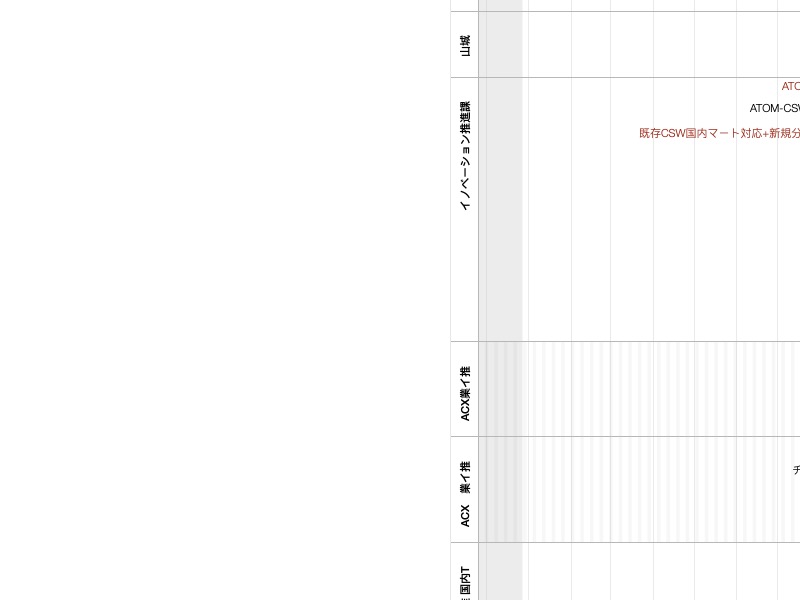 山城
イノベーション推進課
ATO
ATOM-CSW
既存CSW国内マート対応+新規分
ACX業イ推
ACX 業イ推
国内T